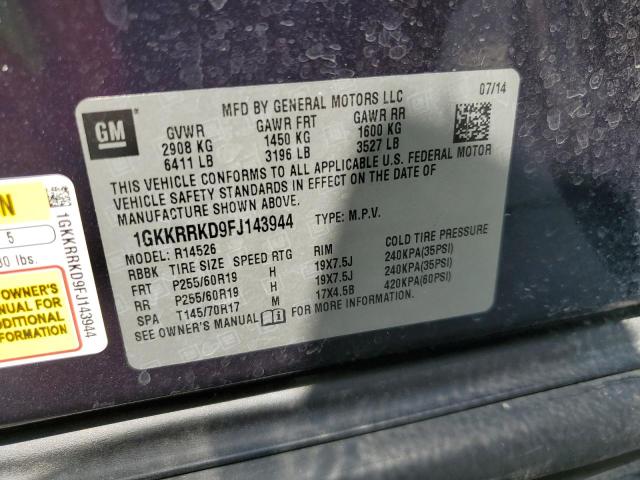 GM
MFD BY GENERAL MOTORS LLC 07/14
GVWR GAWR FRT GAWR RR
2908 KG 1450 KG 1600 KG
6411 LB 3196 LB 3527 LB
THIS VEHICLE CONFORMS TO ALL APPLICABLE U.S. FEDERAL MOTOR
VEHICLE SAFETY STANDARDS IN EFFECT ON THE DATE OF
MANUFACTURE SHOWN ABOVE.
1GKKRRKD9FJ143944 TYPE: M.P.V.
MODEL: R14526
RBBK TIRE SIZE SPEED RTG RIM COLD TIRE PRESSURE
FRT P255/60R19 H 19X7.5J 240KPA(35PSI)
RR P255/60R19 H 19X7.5J 240KPA(35PSI)
SPA T145/70R17 M 17X4.5B 420KPA(60PSI)
SEE OWNER'S MANUAL FOR MORE INFORMATION.
5
lbs.
OWNER'S
MANUAL FOR
ADDITIONAL
INFORMATION
1GKKRRKD9FJ143944